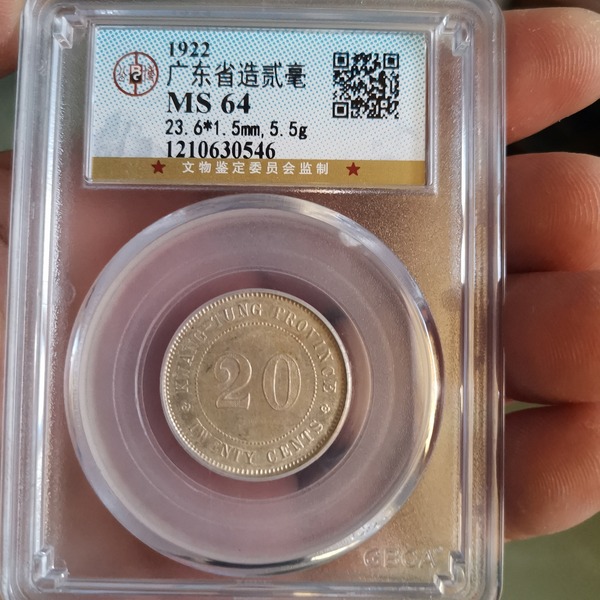 1922
广东省造贰毫
MS 64
23.6*1.5mm,5.5g
1210630546
文物鉴定委员会监制
KWANG-TUNG PROVINCE
20
TWENTY CENTS